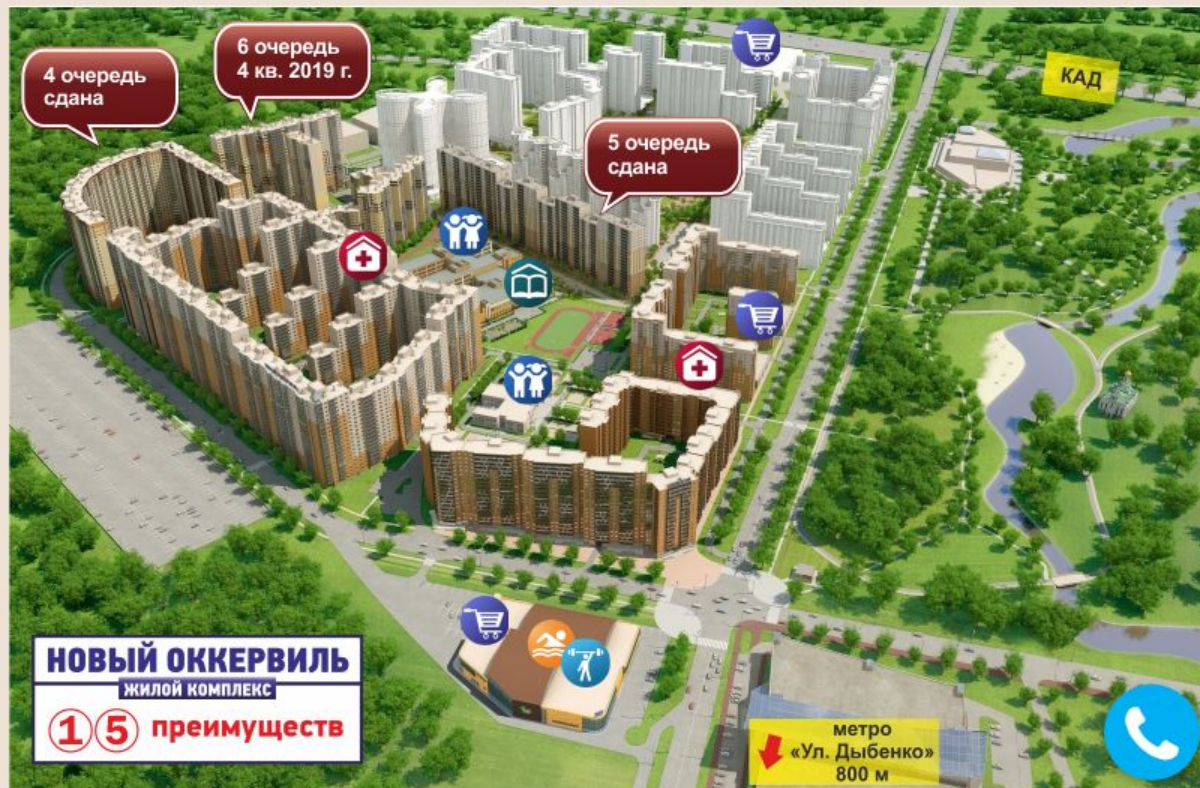 4 очередь
сдана
6 очередь
4 кв. 2019 г.
КАД
5 очередь
сдана
НОВЫЙ ОККЕРВИЛЬ
ЖИЛОЙ КОМПЛЕКС
15 преимуществ
метро
«Ул. Дыбенко»
800 м